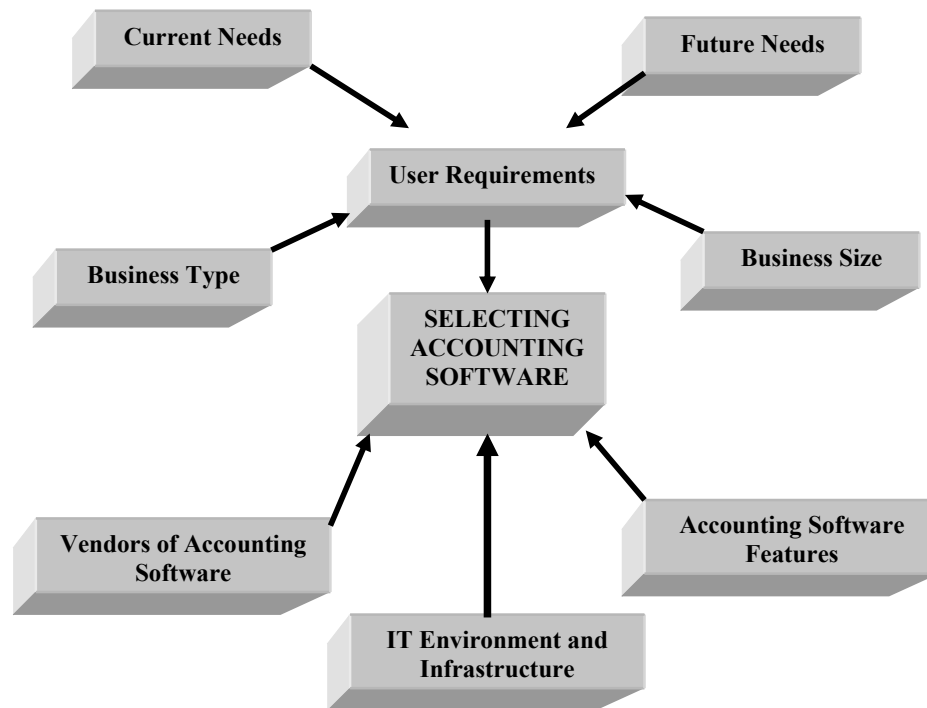 Current Needs
Future Needs
User Requirements
Business Type
Business Size
SELECTING
ACCOUNTING
SOFTWARE
Vendors of Accounting
Software
Accounting Software
Features
IT Environment and
Infrastructure